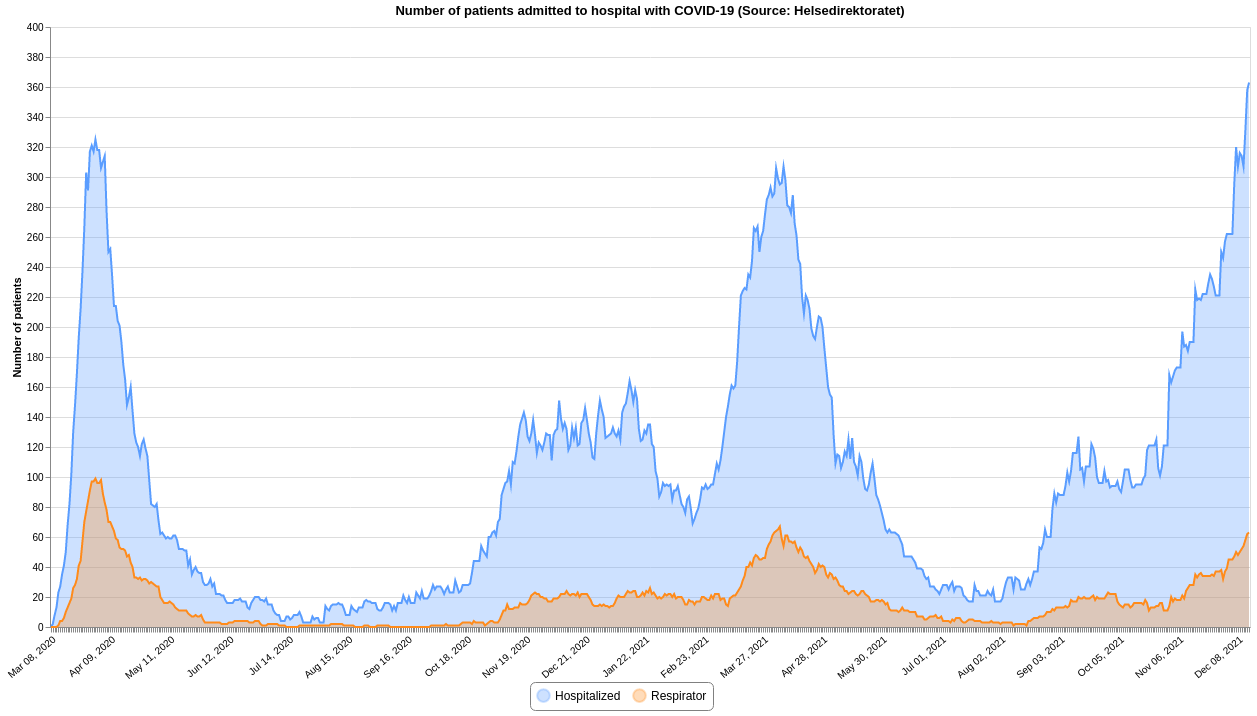 Number of patients admitted to hospital with COVID-19 (Source: Helsedirektoratet)
400
380
360
340
320
300
280
260
240
220
200
180
160
140
120
100
80
60
40
20
0
Number of patients
Mar 08, 2020
Apr 09, 2020
May 11, 2020
Jun 12, 2020
Jul 14, 2020
Aug 15, 2020
Sep 16, 2020
Oct 18, 2020
Nov 19, 2020
Dec 21, 2020
Jan 22, 2021
Feb 23, 2021
Mar 27, 2021
Apr 28, 2021
May 30, 2021
Jul 01, 2021
Aug 02, 2021
Sep 03, 2021
Oct 05, 2021
Nov 06, 2021
Dec 08, 2021
Hospitalized Respirator